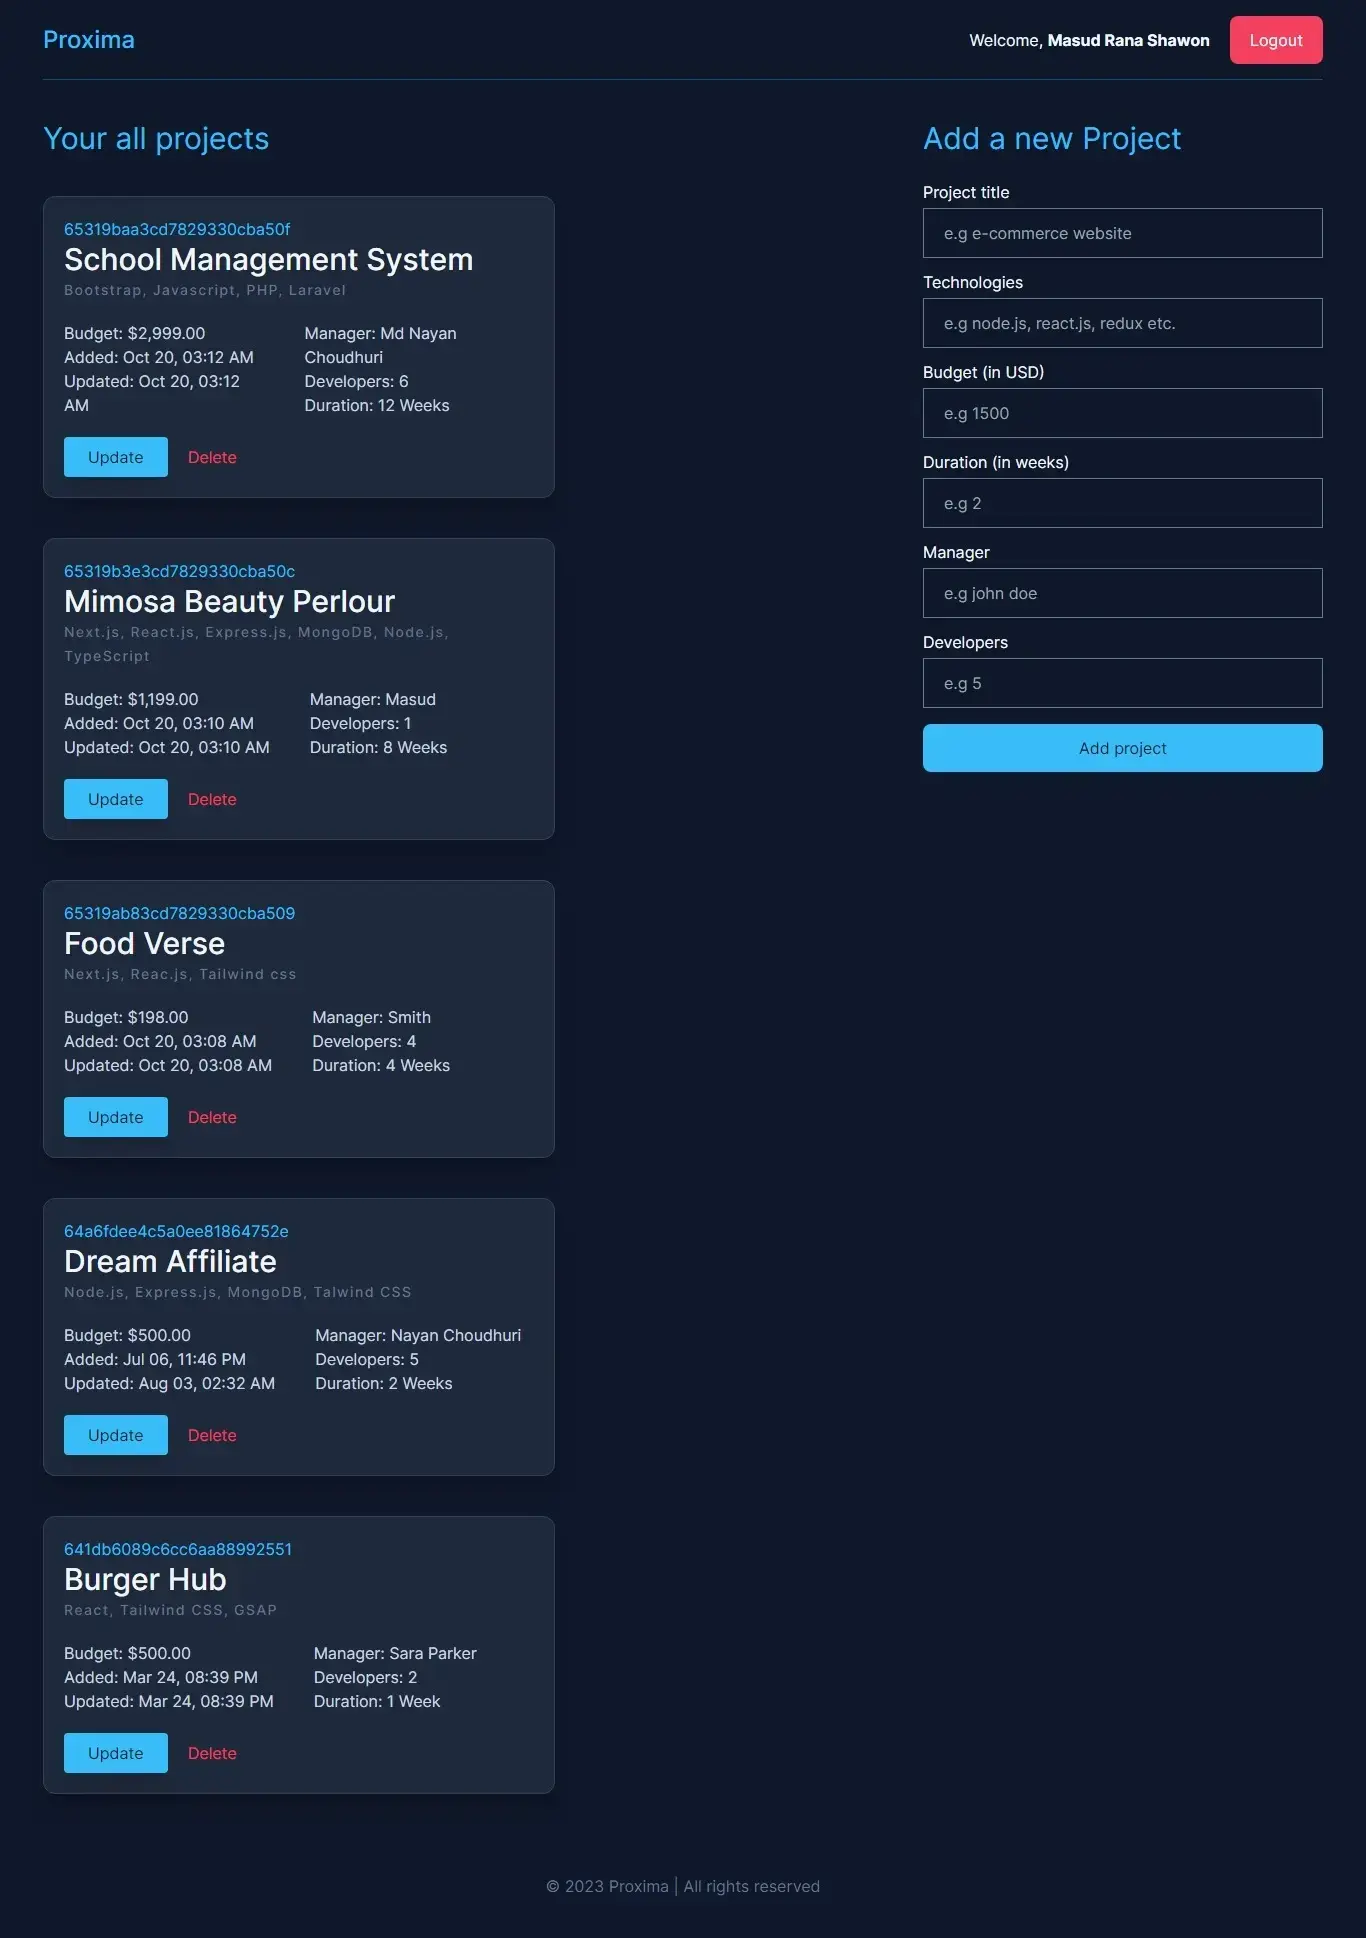 Proxima
Welcome, Masud Rana Shawon
Logout
Your all projects
65319baa3cd7829330cba50f
School Management System
Bootstrap, Javascript, PHP, Laravel
Budget: $2,999.00
Added: Oct 20, 03:12 AM
Updated: Oct 20, 03:12
AM
Manager: Md Nayan
Choudhuri
Developers: 6
Duration: 12 Weeks
Update
Delete
65319b3e3cd7829330cba50c
Mimosa Beauty Perlour
Next.js, React.js, Express.js, MongoDB, Node.js,
TypeScript
Budget: $1,199.00
Added: Oct 20, 03:10 AM
Updated: Oct 20, 03:10 AM
Manager: Masud
Developers: 1
Duration: 8 Weeks
Update
Delete
65319ab83cd7829330cba509
Food Verse
Next.js, Reac.js, Tailwind css
Budget: $198.00
Added: Oct 20, 03:08 AM
Updated: Oct 20, 03:08 AM
Manager: Smith
Developers: 4
Duration: 4 Weeks
Update
Delete
64a6fdee4c5a0ee81864752e
Dream Affiliate
Node.js, Express.js, MongoDB, Talwind CSS
Budget: $500.00
Added: Jul 06, 11:46 PM
Updated: Aug 03, 02:32 AM
Manager: Nayan Choudhuri
Developers: 5
Duration: 2 Weeks
Update
Delete
641db6089c6cc6aa88992551
Burger Hub
React, Tailwind CSS, GSAP
Budget: $500.00
Added: Mar 24, 08:39 PM
Updated: Mar 24, 08:39 PM
Manager: Sara Parker
Developers: 2
Duration: 1 Week
Update
Delete
Add a new Project
Project title
e.g e-commerce website
Technologies
e.g node.js, react.js, redux etc.
Budget (in USD)
e.g 1500
Duration (in weeks)
e.g 2
Manager
e.g john doe
Developers
e.g 5
Add project
© 2023 Proxima | All rights reserved